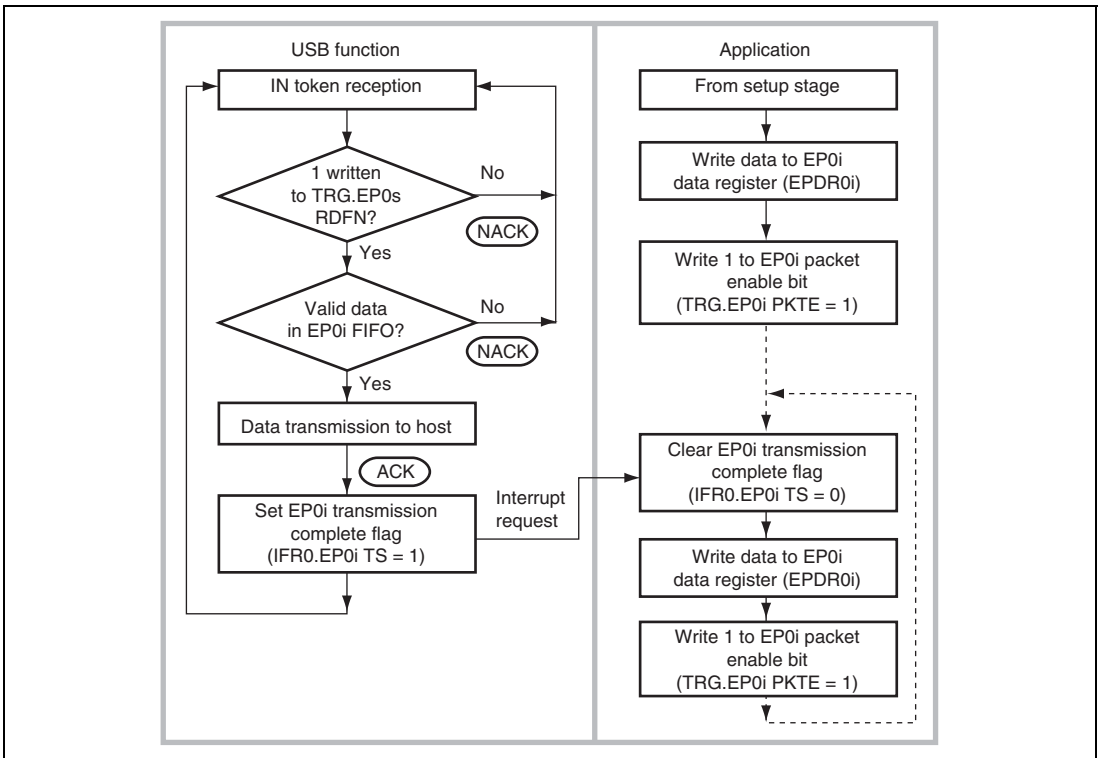 USB function
IN token reception
1 written
to TRG.EP0s
RDFN?
No
NACK
Yes
Valid data
in EP0i FIFO?
No
NACK
Yes
Data transmission to host
ACK
Set EP0i transmission
complete flag
(IFR0.EP0i TS = 1)
Interrupt
request
Application
From setup stage
Write data to EP0i
data register (EPDR0i)
Write 1 to EP0i packet
enable bit
(TRG.EP0i PKTE = 1)
Clear EP0i transmission
complete flag
(IFR0.EP0i TS = 0)
Write data to EP0i
data register (EPDR0i)
Write 1 to EP0i packet
enable bit
(TRG.EP0i PKTE = 1)